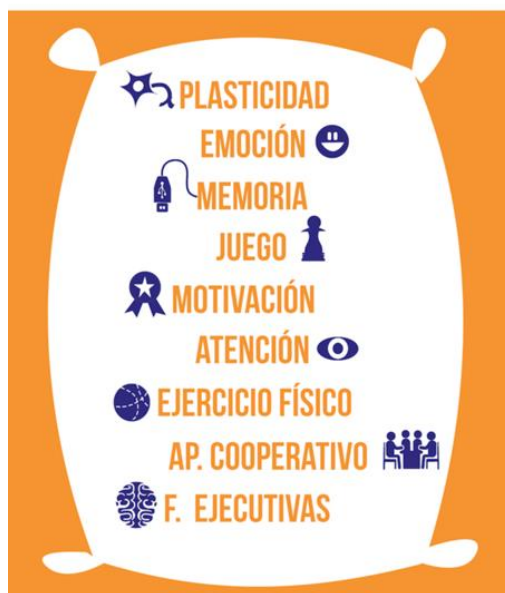 PLASTICIDAD
EMOCIÓN
MEMORIA
JUEGO
MOTIVACIÓN
ATENCIÓN
EJERCICIO FÍSICO
AP. COOPERATIVO
F. EJECUTIVAS